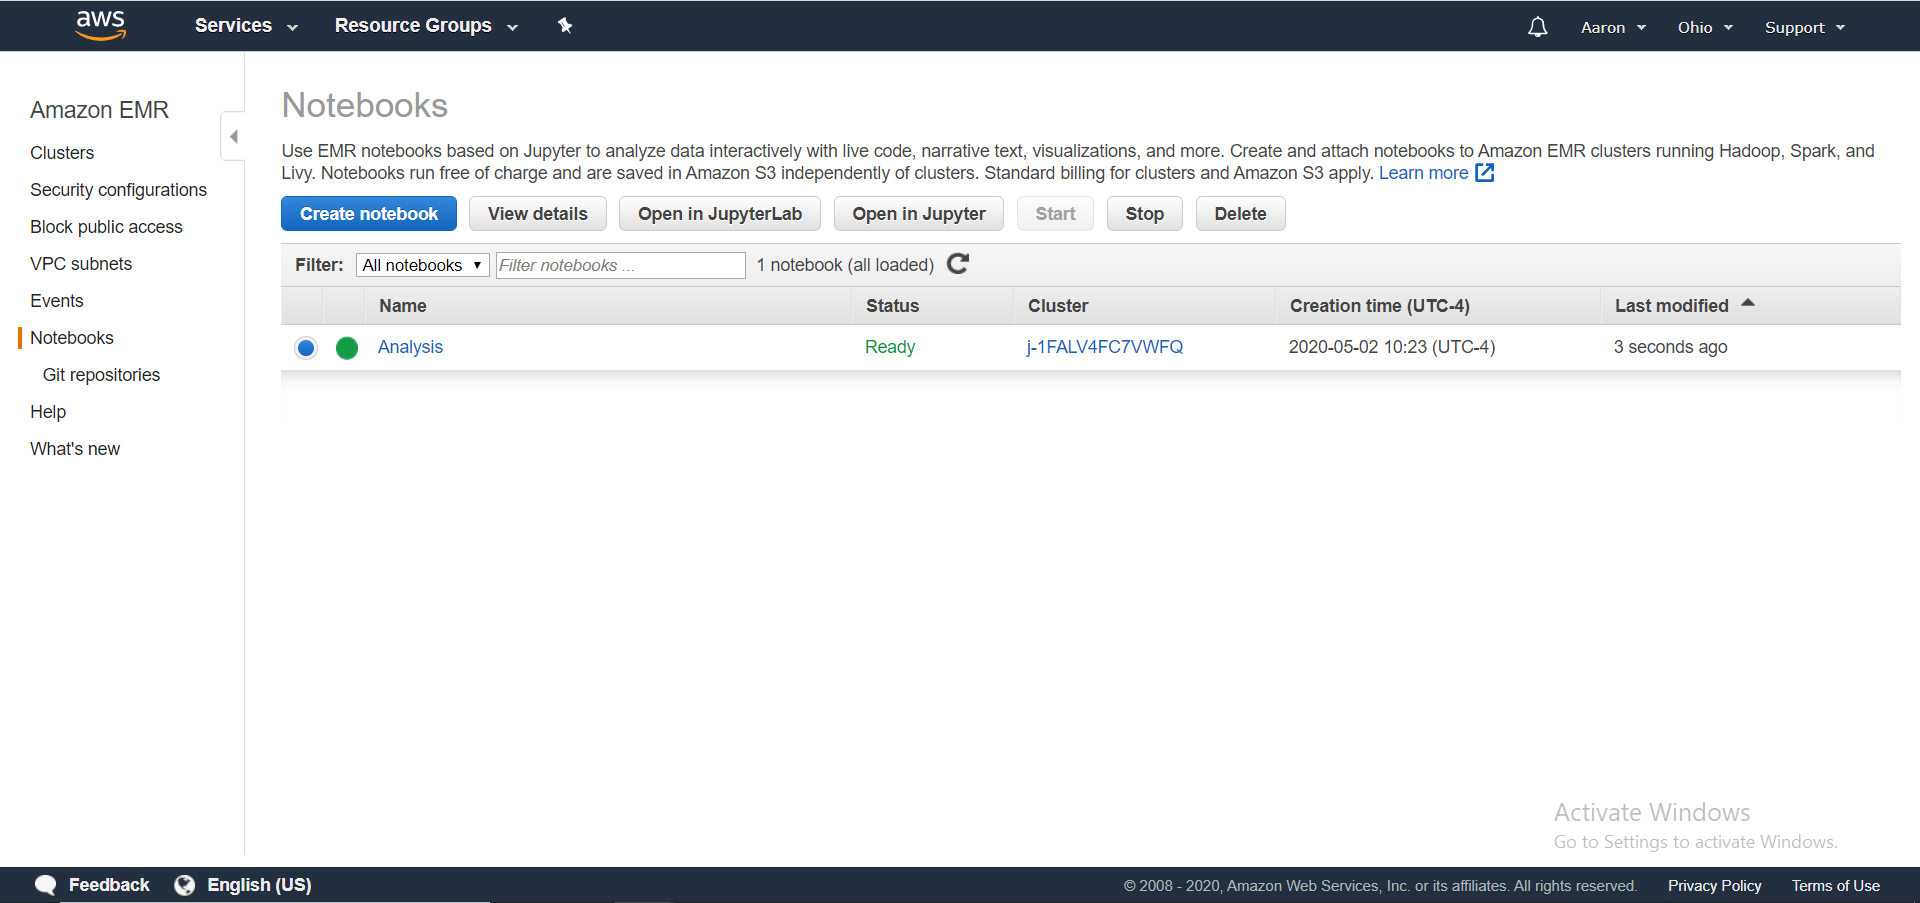 aws Services Resource Groups Aaron Ohio Support
Amazon EMR
Clusters
Security configurations
Block public access
VPC subnets
Events
Notebooks
Git repositories
Help
What's new
Notebooks
Use EMR notebooks based on Jupyter to analyze data interactively with live code, narrative text, visualizations, and more. Create and attach notebooks to Amazon EMR clusters running Hadoop, Spark, and
Livy. Notebooks run free of charge and are saved in Amazon S3 independently of clusters. Standard billing for clusters and Amazon S3 apply. Learn more
Create notebook View details Open in JupyterLab Open in Jupyter Start Stop Delete
Filter: All notebooks Filter notebooks ... 1 notebook (all loaded)
Name Status Cluster Creation time (UTC-4) Last modified
Analysis Ready j-1FALV4FC7VWFQ 2020-05-02 10:23 (UTC-4) 3 seconds ago
Activate Windows
Go to Settings to activate Windows.
Feedback English (US) © 2008 - 2020, Amazon Web Services, Inc. or its affiliates. All rights reserved. Privacy Policy Terms of Use